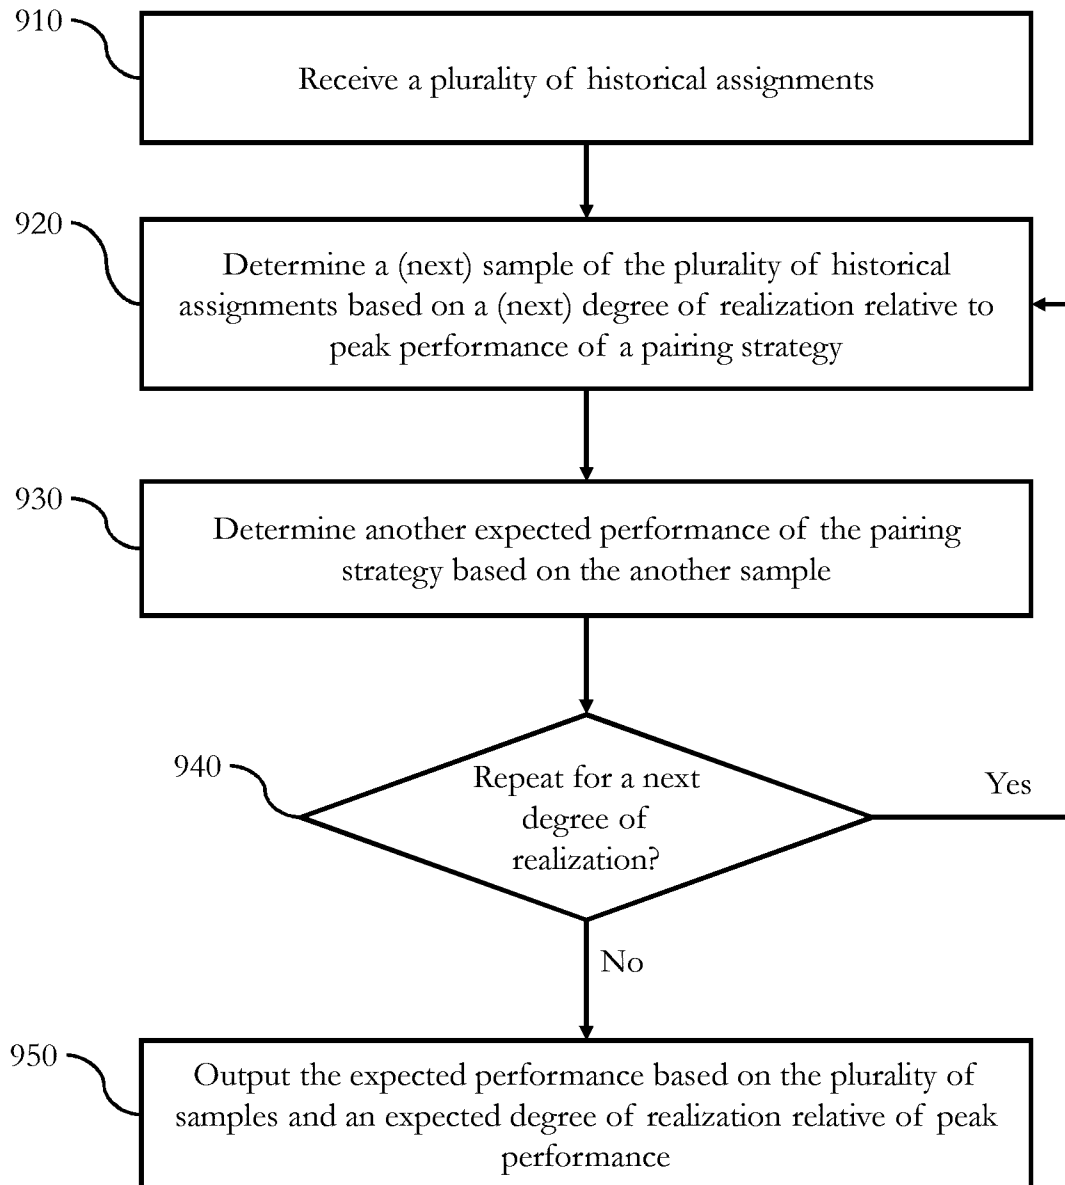 910
Receive a plurality of historical assignments
920
Determine a (next) sample of the plurality of historical
assignments based on a (next) degree of realization relative to
peak performance of a pairing strategy
930
Determine another expected performance of the pairing
strategy based on the another sample
940
Repeat for a next
degree of
realization?
Yes
No
950
Output the expected performance based on the plurality of
samples and an expected degree of realization relative of peak
performance